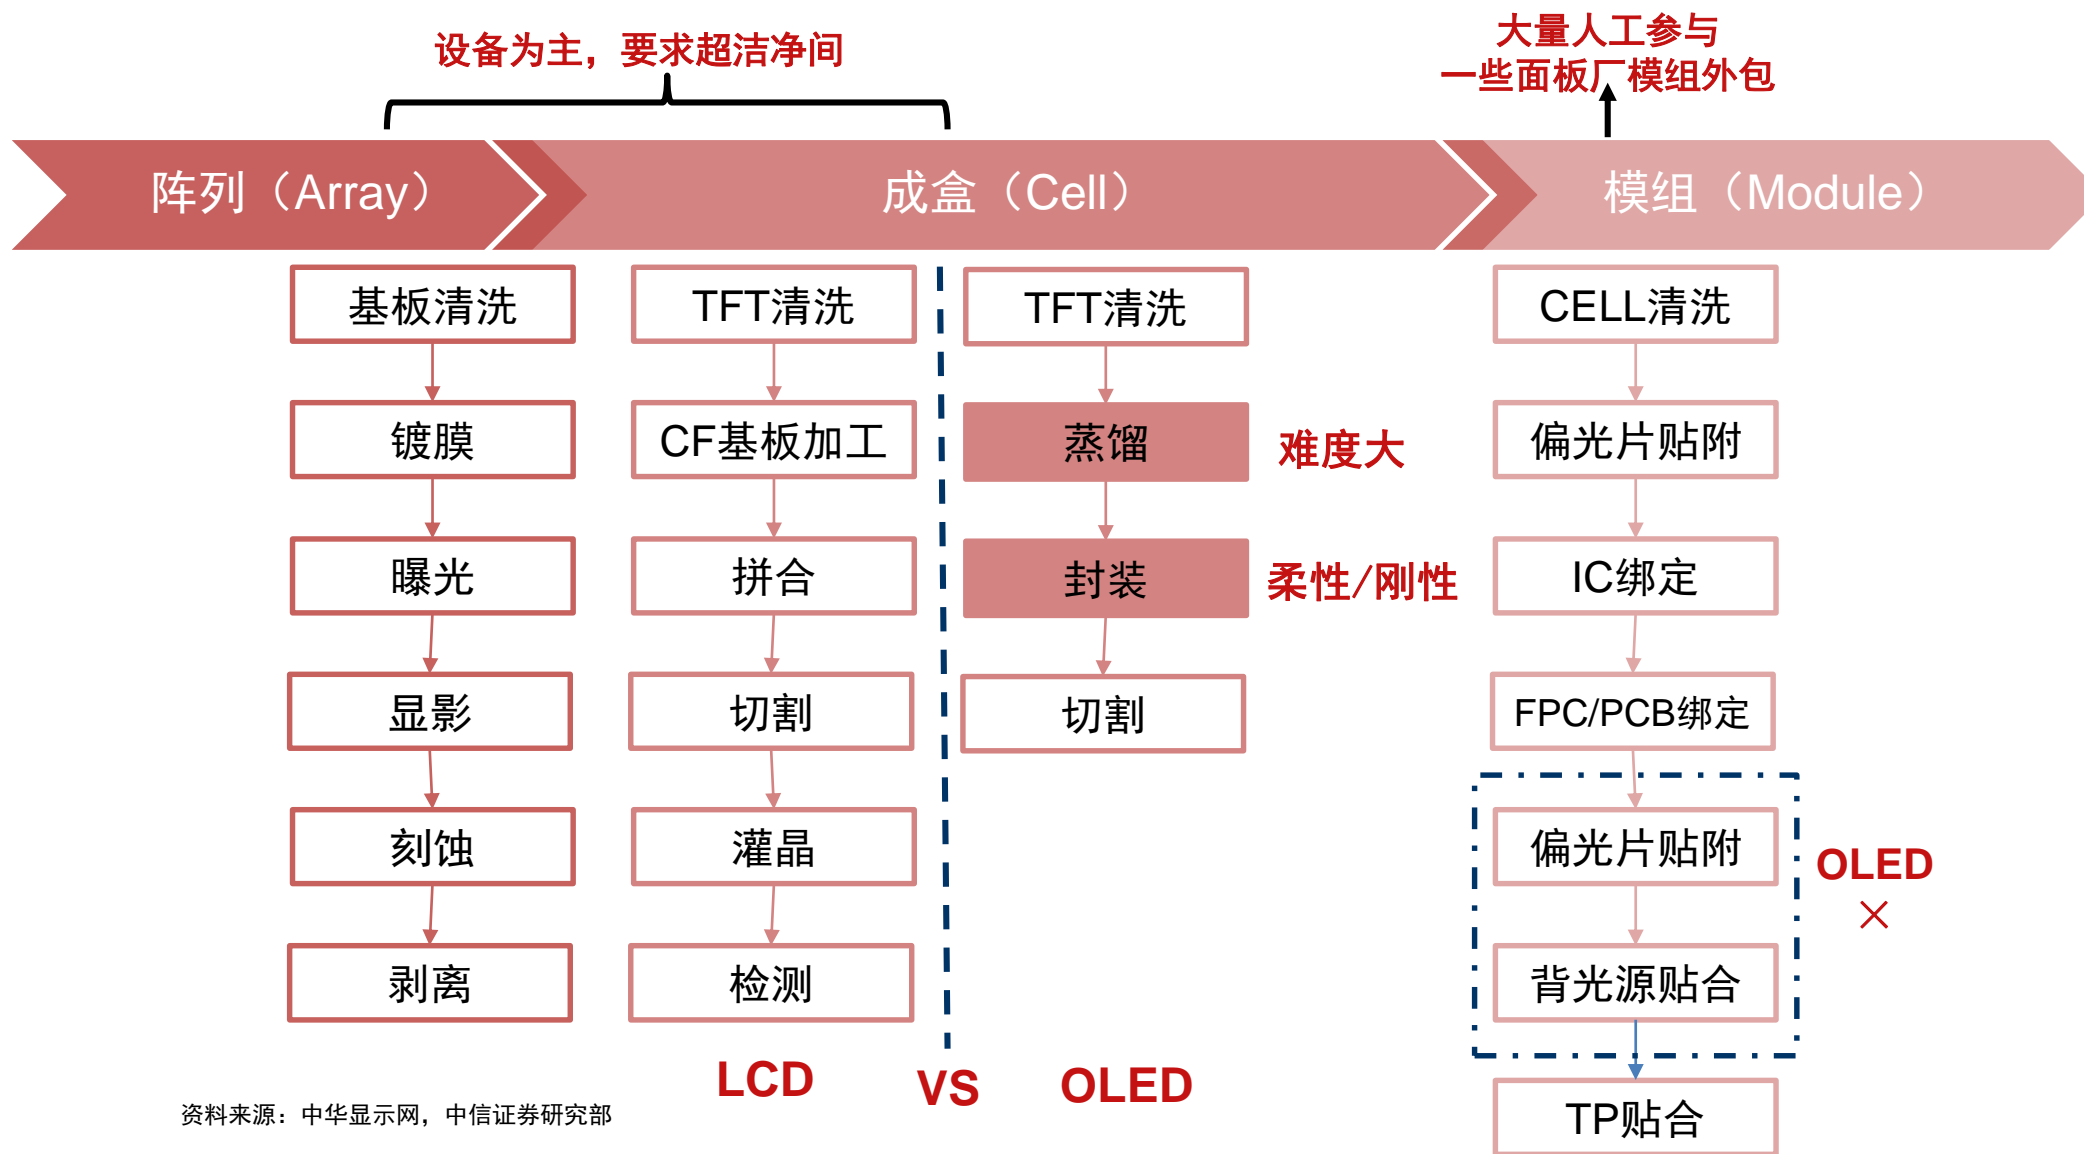 设备为主，要求超洁净间
大量人工参与
一些面板厂模组外包
阵列（Array）
成盒（Cell）
模组（Module）
基板清洗
镀膜
曝光
显影
刻蚀
剥离
TFT清洗
CF基板加工
拼合
切割
灌晶
检测
LCD
VS
TFT清洗
蒸馏
难度大
封装
柔性/刚性
切割
OLED
CELL清洗
偏光片贴附
IC绑定
FPC/PCB绑定
偏光片贴附
背光源贴合
OLED
×
TP贴合
资料来源：中华显示网，中信证券研究部